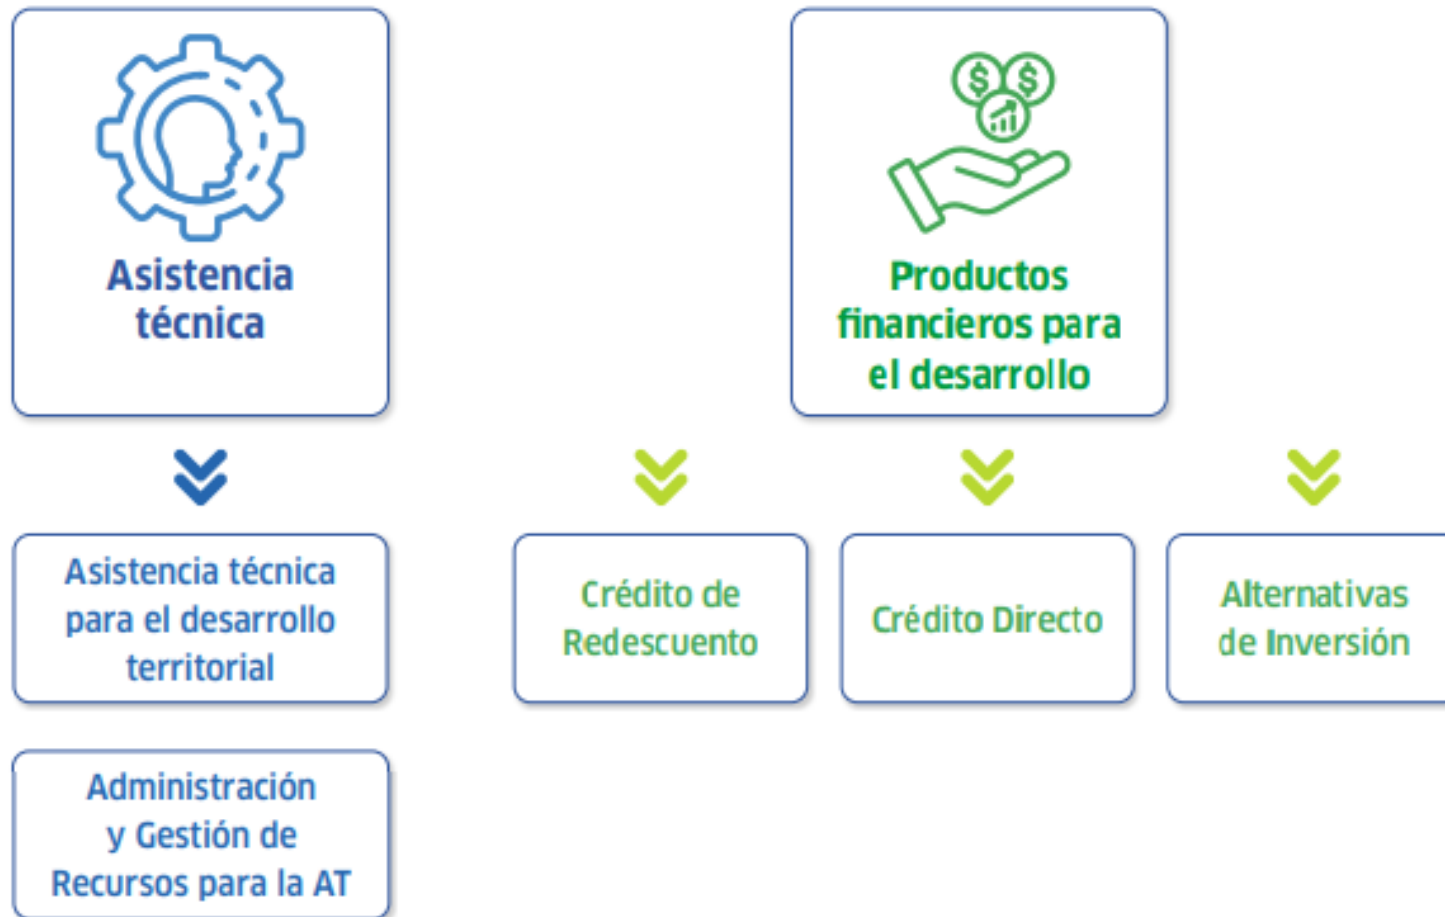 Asistencia
técnica
Productos
financieros para
el desarrollo
Asistencia técnica
para el desarrollo
territorial
Crédito de
Redescuento
Crédito Directo
Alternativas
de Inversión
Administración
y Gestión de
Recursos para la AT